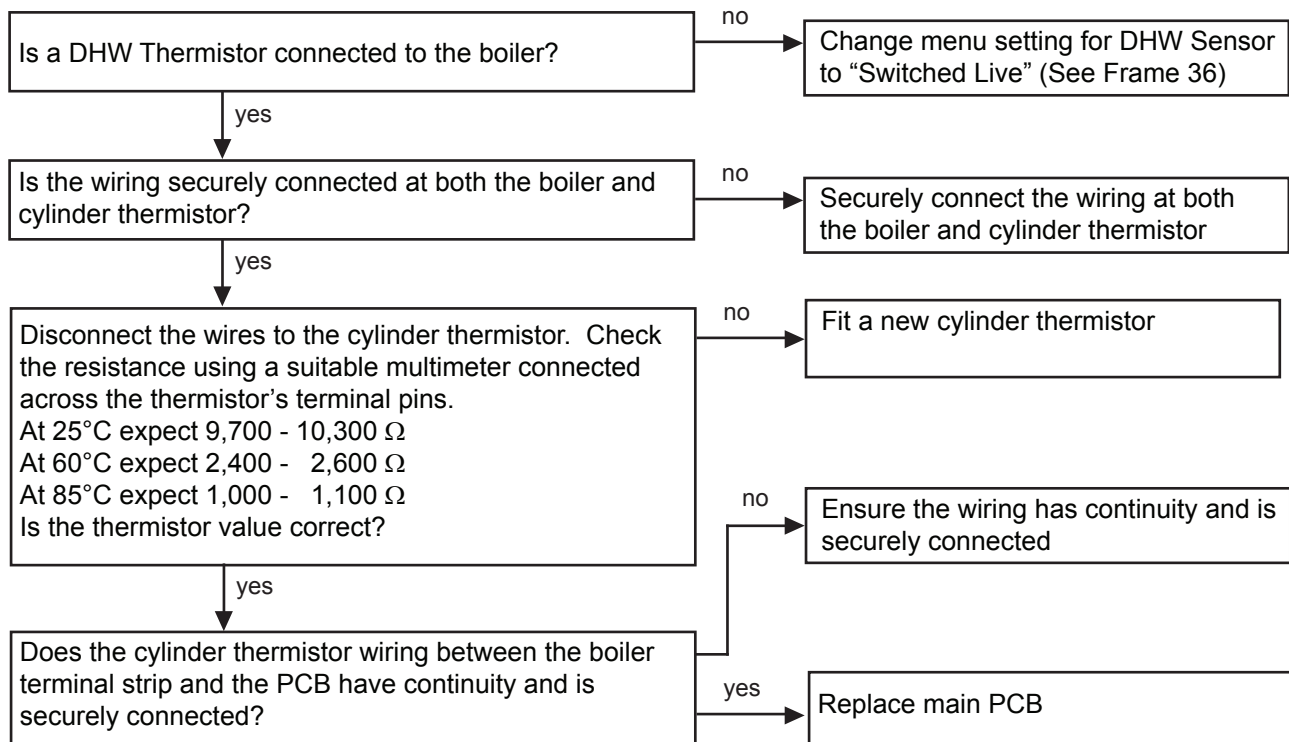 Is a DHW Thermistor connected to the boiler?
no
Change menu setting for DHW Sensor
to “Switched Live” (See Frame 36)
yes
Is the wiring securely connected at both the boiler and
cylinder thermistor?
no
Securely connect the wiring at both
the boiler and cylinder thermistor
yes
Disconnect the wires to the cylinder thermistor.  Check
the resistance using a suitable multimeter connected
across the thermistor’s terminal pins.
At 25°C expect 9,700 - 10,300 Ω
At 60°C expect 2,400 -   2,600 Ω
At 85°C expect 1,000 -   1,100 Ω
Is the thermistor value correct?
no
Fit a new cylinder thermistor
yes
Does the cylinder thermistor wiring between the boiler
terminal strip and the PCB have continuity and is
securely connected?
no
Ensure the wiring has continuity and is
securely connected
yes
Replace main PCB